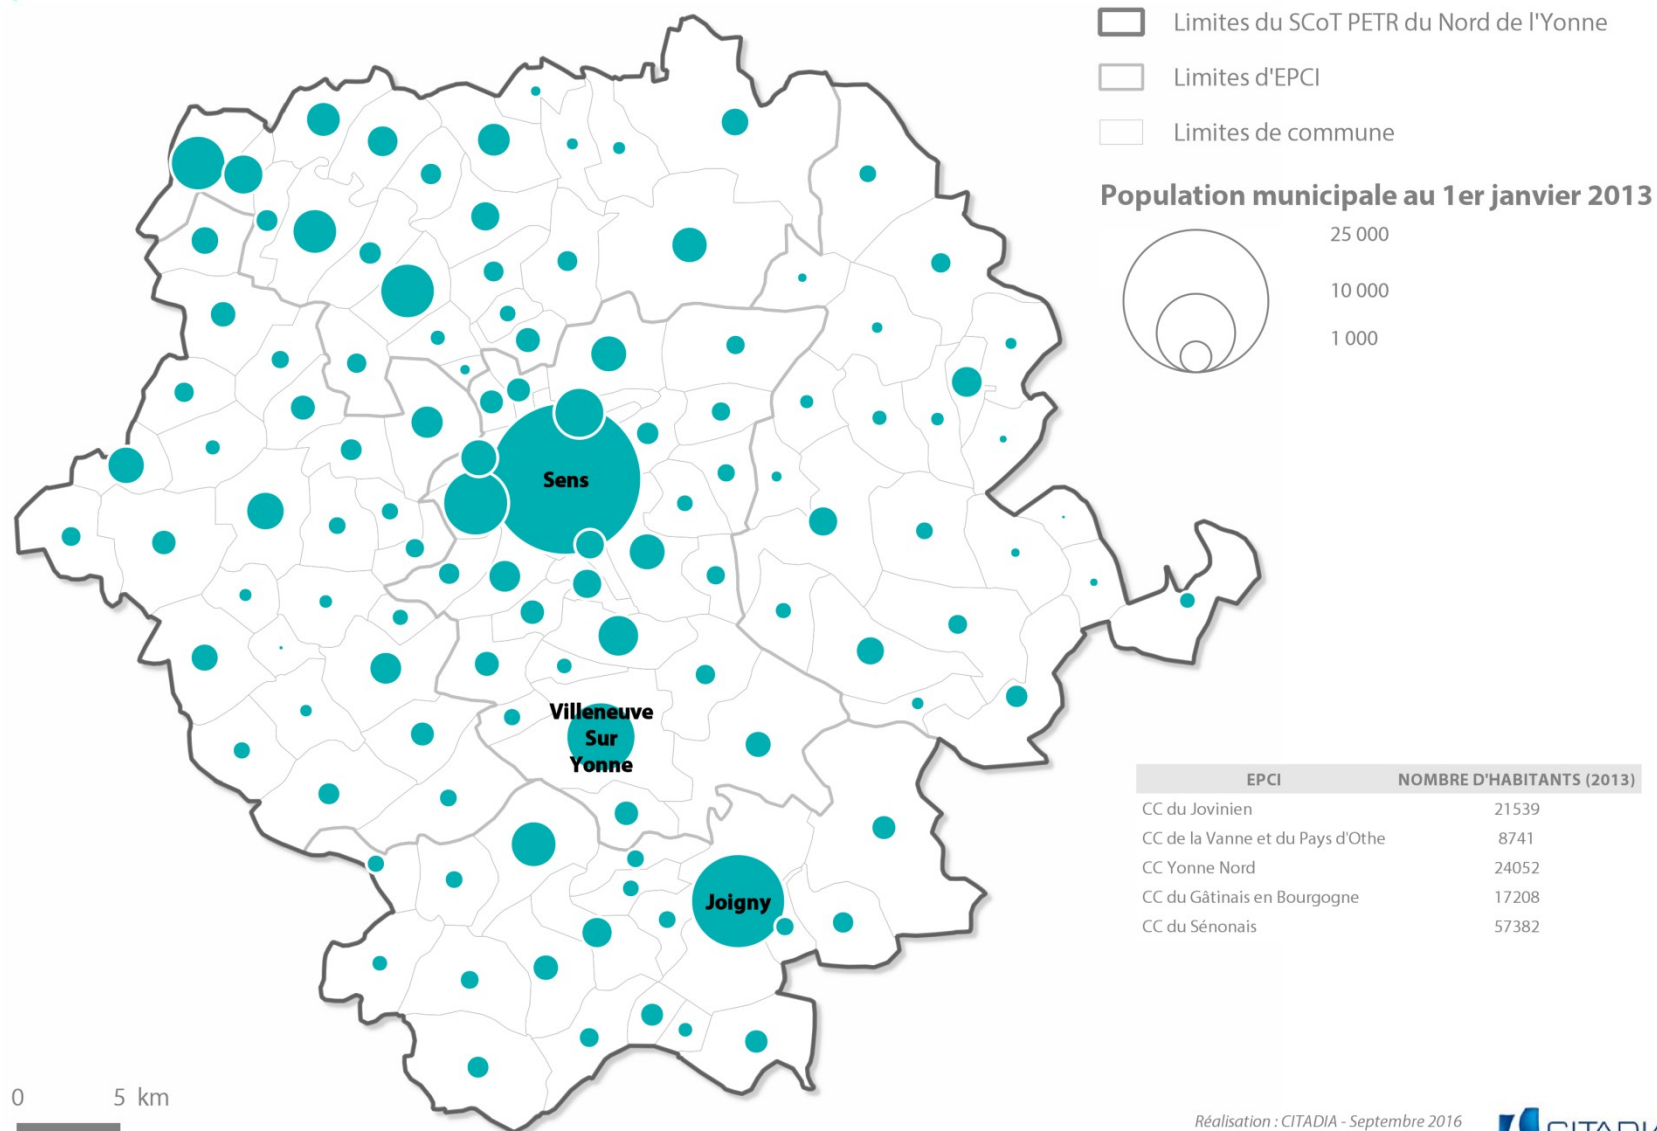 Limites du SCoT PETR du Nord de l'Yonne
Limites d'EPCI
Limites de commune
Population municipale au 1er janvier 2013
25 000
10 000
1 000
Sens
Villeneuve
Sur
Yonne
Joigny
EPCI NOMBRE D'HABITANTS (2013)
CC du Jovinien 21539
CC de la Vanne et du Pays d'Othe 8741
CC Yonne Nord 24052
CC du Gâtinais en Bourgogne 17208
CC du Sénonais 57382
0 5 km
Réalisation : CITADIA - Septembre 2016